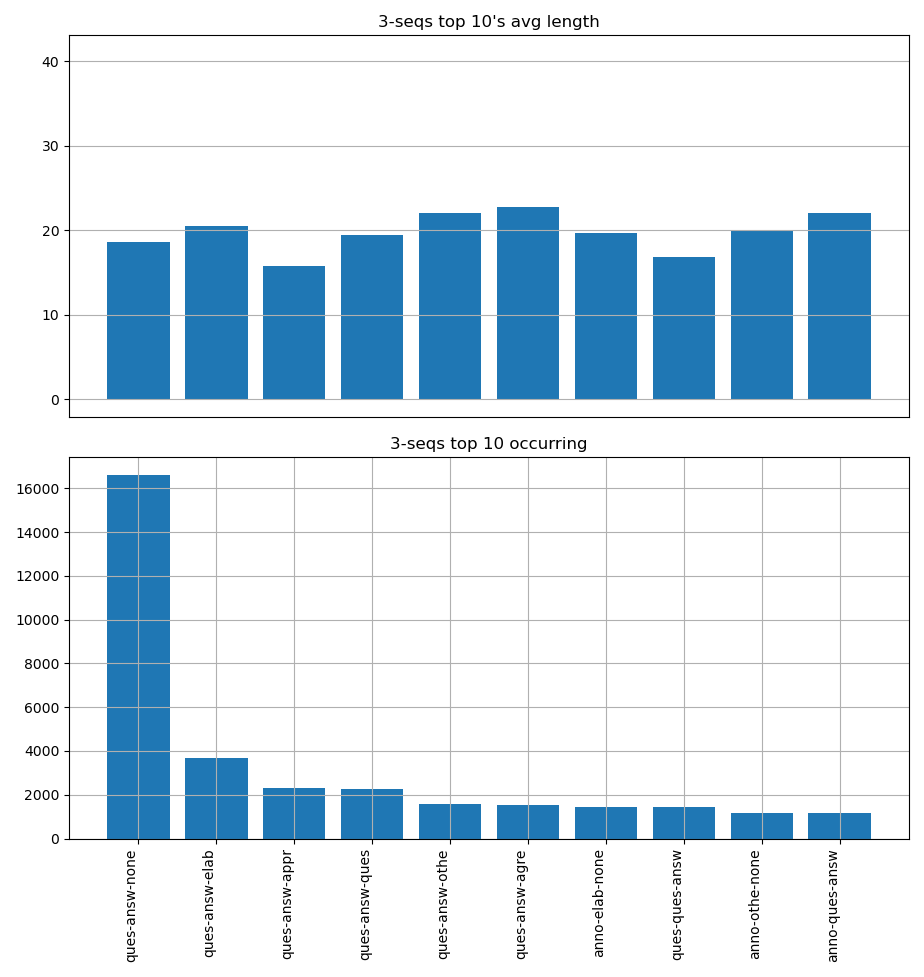 3-seqs top 10's avg length
40
30
20
10
0
3-seqs top 10 occurring
16000
14000
12000
10000
8000
6000
4000
2000
0
ques-answ-none
ques-answ-elab
ques-answ-appr
ques-answ-ques
ques-answ-othe
ques-answ-agre
anno-elab-none
ques-ques-answ
anno-othe-none
anno-ques-answ